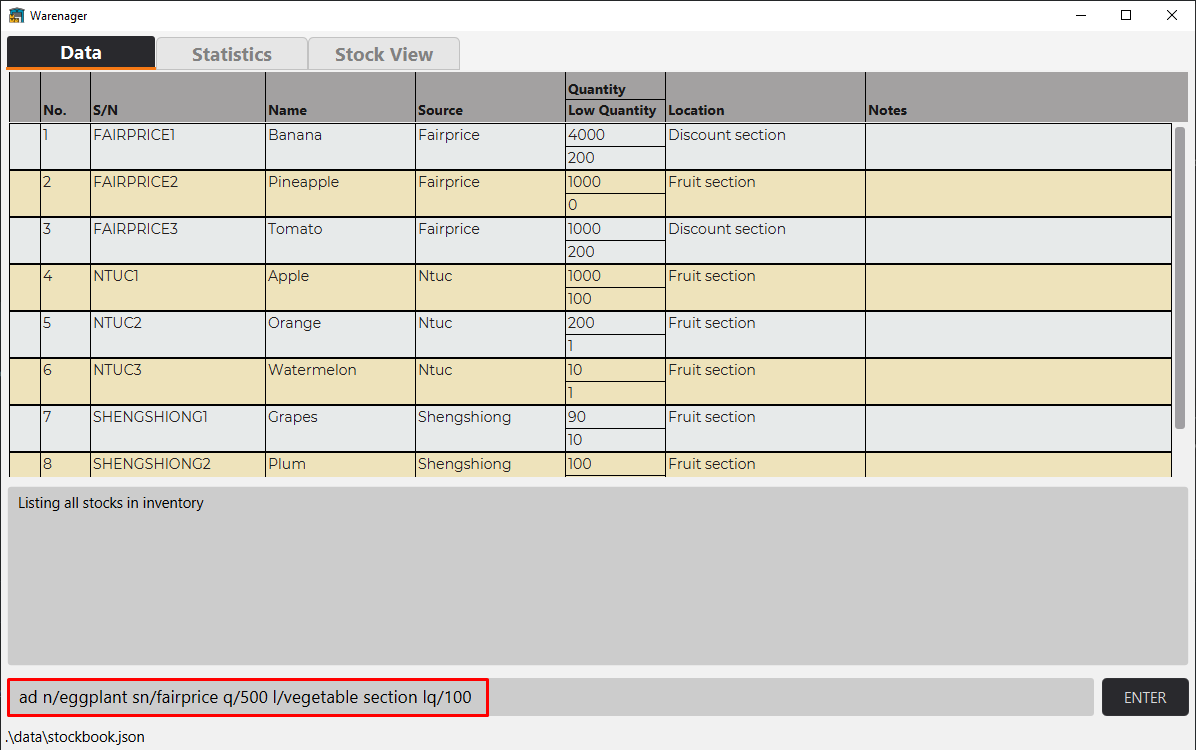 Warenager
Data Statistics Stock View
No. S/N Name Source Quantity Low Quantity Location Notes
1 FAIRPRICE1 Banana Fairprice 4000 Discount section
200
2 FAIRPRICE2 Pineapple Fairprice 1000 Fruit section
0
3 FAIRPRICE3 Tomato Fairprice 1000 Discount section
200
4 NTUC1 Apple Ntuc 1000 Fruit section
100
5 NTUC2 Orange Ntuc 200 Fruit section
1
6 NTUC3 Watermelon Ntuc 10 Fruit section
1
7 SHENGSHIONG1 Grapes Shengshiong 90 Fruit section
10
8 SHENGSHIONG2 Plum Shengshiong 100 Fruit section
Listing all stocks in inventory
ad n/eggplant sn/fairprice q/500 l/vegetable section lq/100 ENTER
.\data\stockbook.json